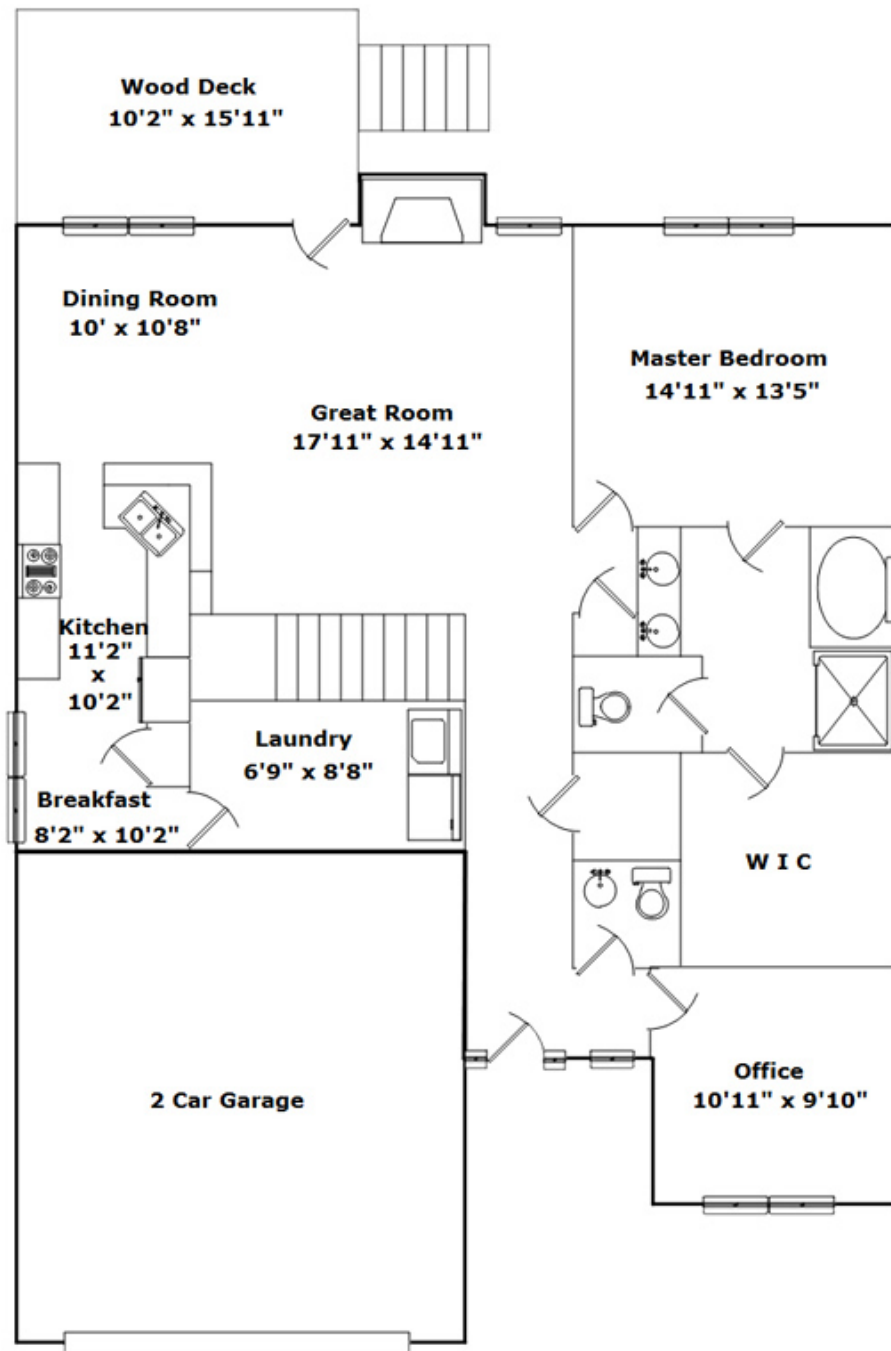 Wood Deck
10'2" x 15'11"
Dining Room
10' x 10'8"
Master Bedroom
14'11" x 13'5"
Great Room
17'11" x 14'11"
Kitchen
11'2"
x
10'2"
Laundry
6'9" x 8'8"
Breakfast
8'2" x 10'2"
W I C
2 Car Garage
Office
10'11" x 9'10"